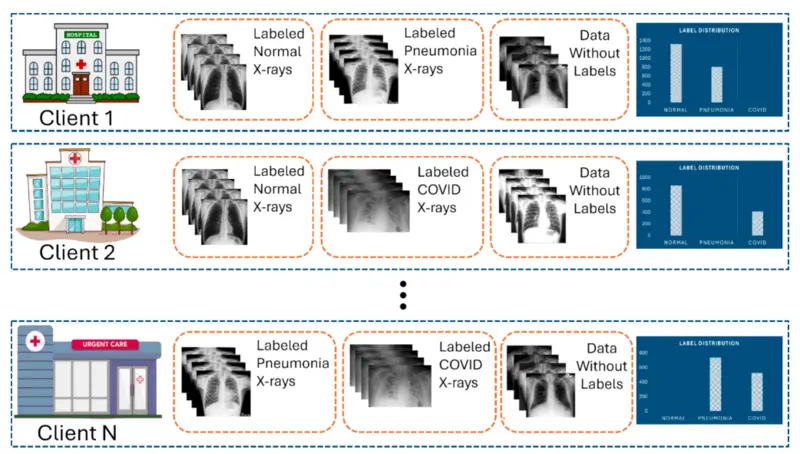 HOSPITAL
Client 1
Labeled
Normal
X-rays
Labeled
Pneumonia
X-rays
Data
Without
Labels
LABEL DISTRIBUTION
1400
1200
1000
800
600
400
200
0
NORMAL PNEUMONIA COVID
Client 2
Labeled
Normal
X-rays
Labeled
COVID
X-rays
Data
Without
Labels
LABEL DISTRIBUTION
1000
800
600
400
200
0
NORMAL PNEUMONIA COVID
URGENT CARE
Client N
Labeled
Pneumonia
X-rays
Labeled
COVID
X-rays
Data
Without
Labels
LABEL DISTRIBUTION
800
600
400
200
0
NORMAL PNEUMONIA COVID